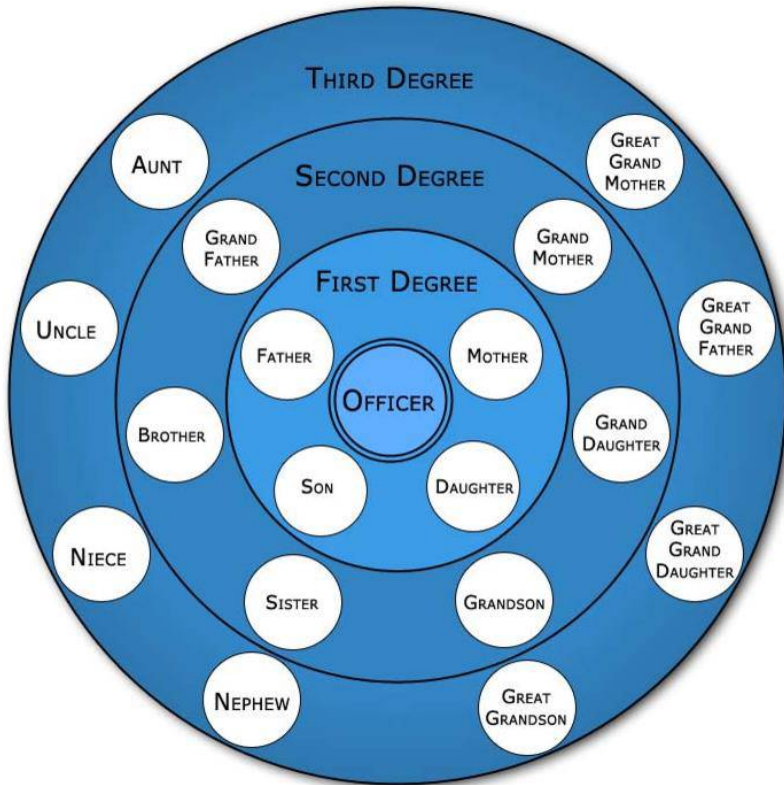 THIRD DEGREE
AUNT
GREAT
GRAND
MOTHER
SECOND DEGREE
GRAND
FATHER
GRAND
MOTHER
FIRST DEGREE
UNCLE
GREAT
GRAND
FATHER
FATHER
MOTHER
OFFICER
BROTHER
GRAND
DAUGHTER
SON
DAUGHTER
NIECE
GREAT
GRAND
DAUGHTER
SISTER
GRANDSON
NEPHEW
GREAT
GRANDSON